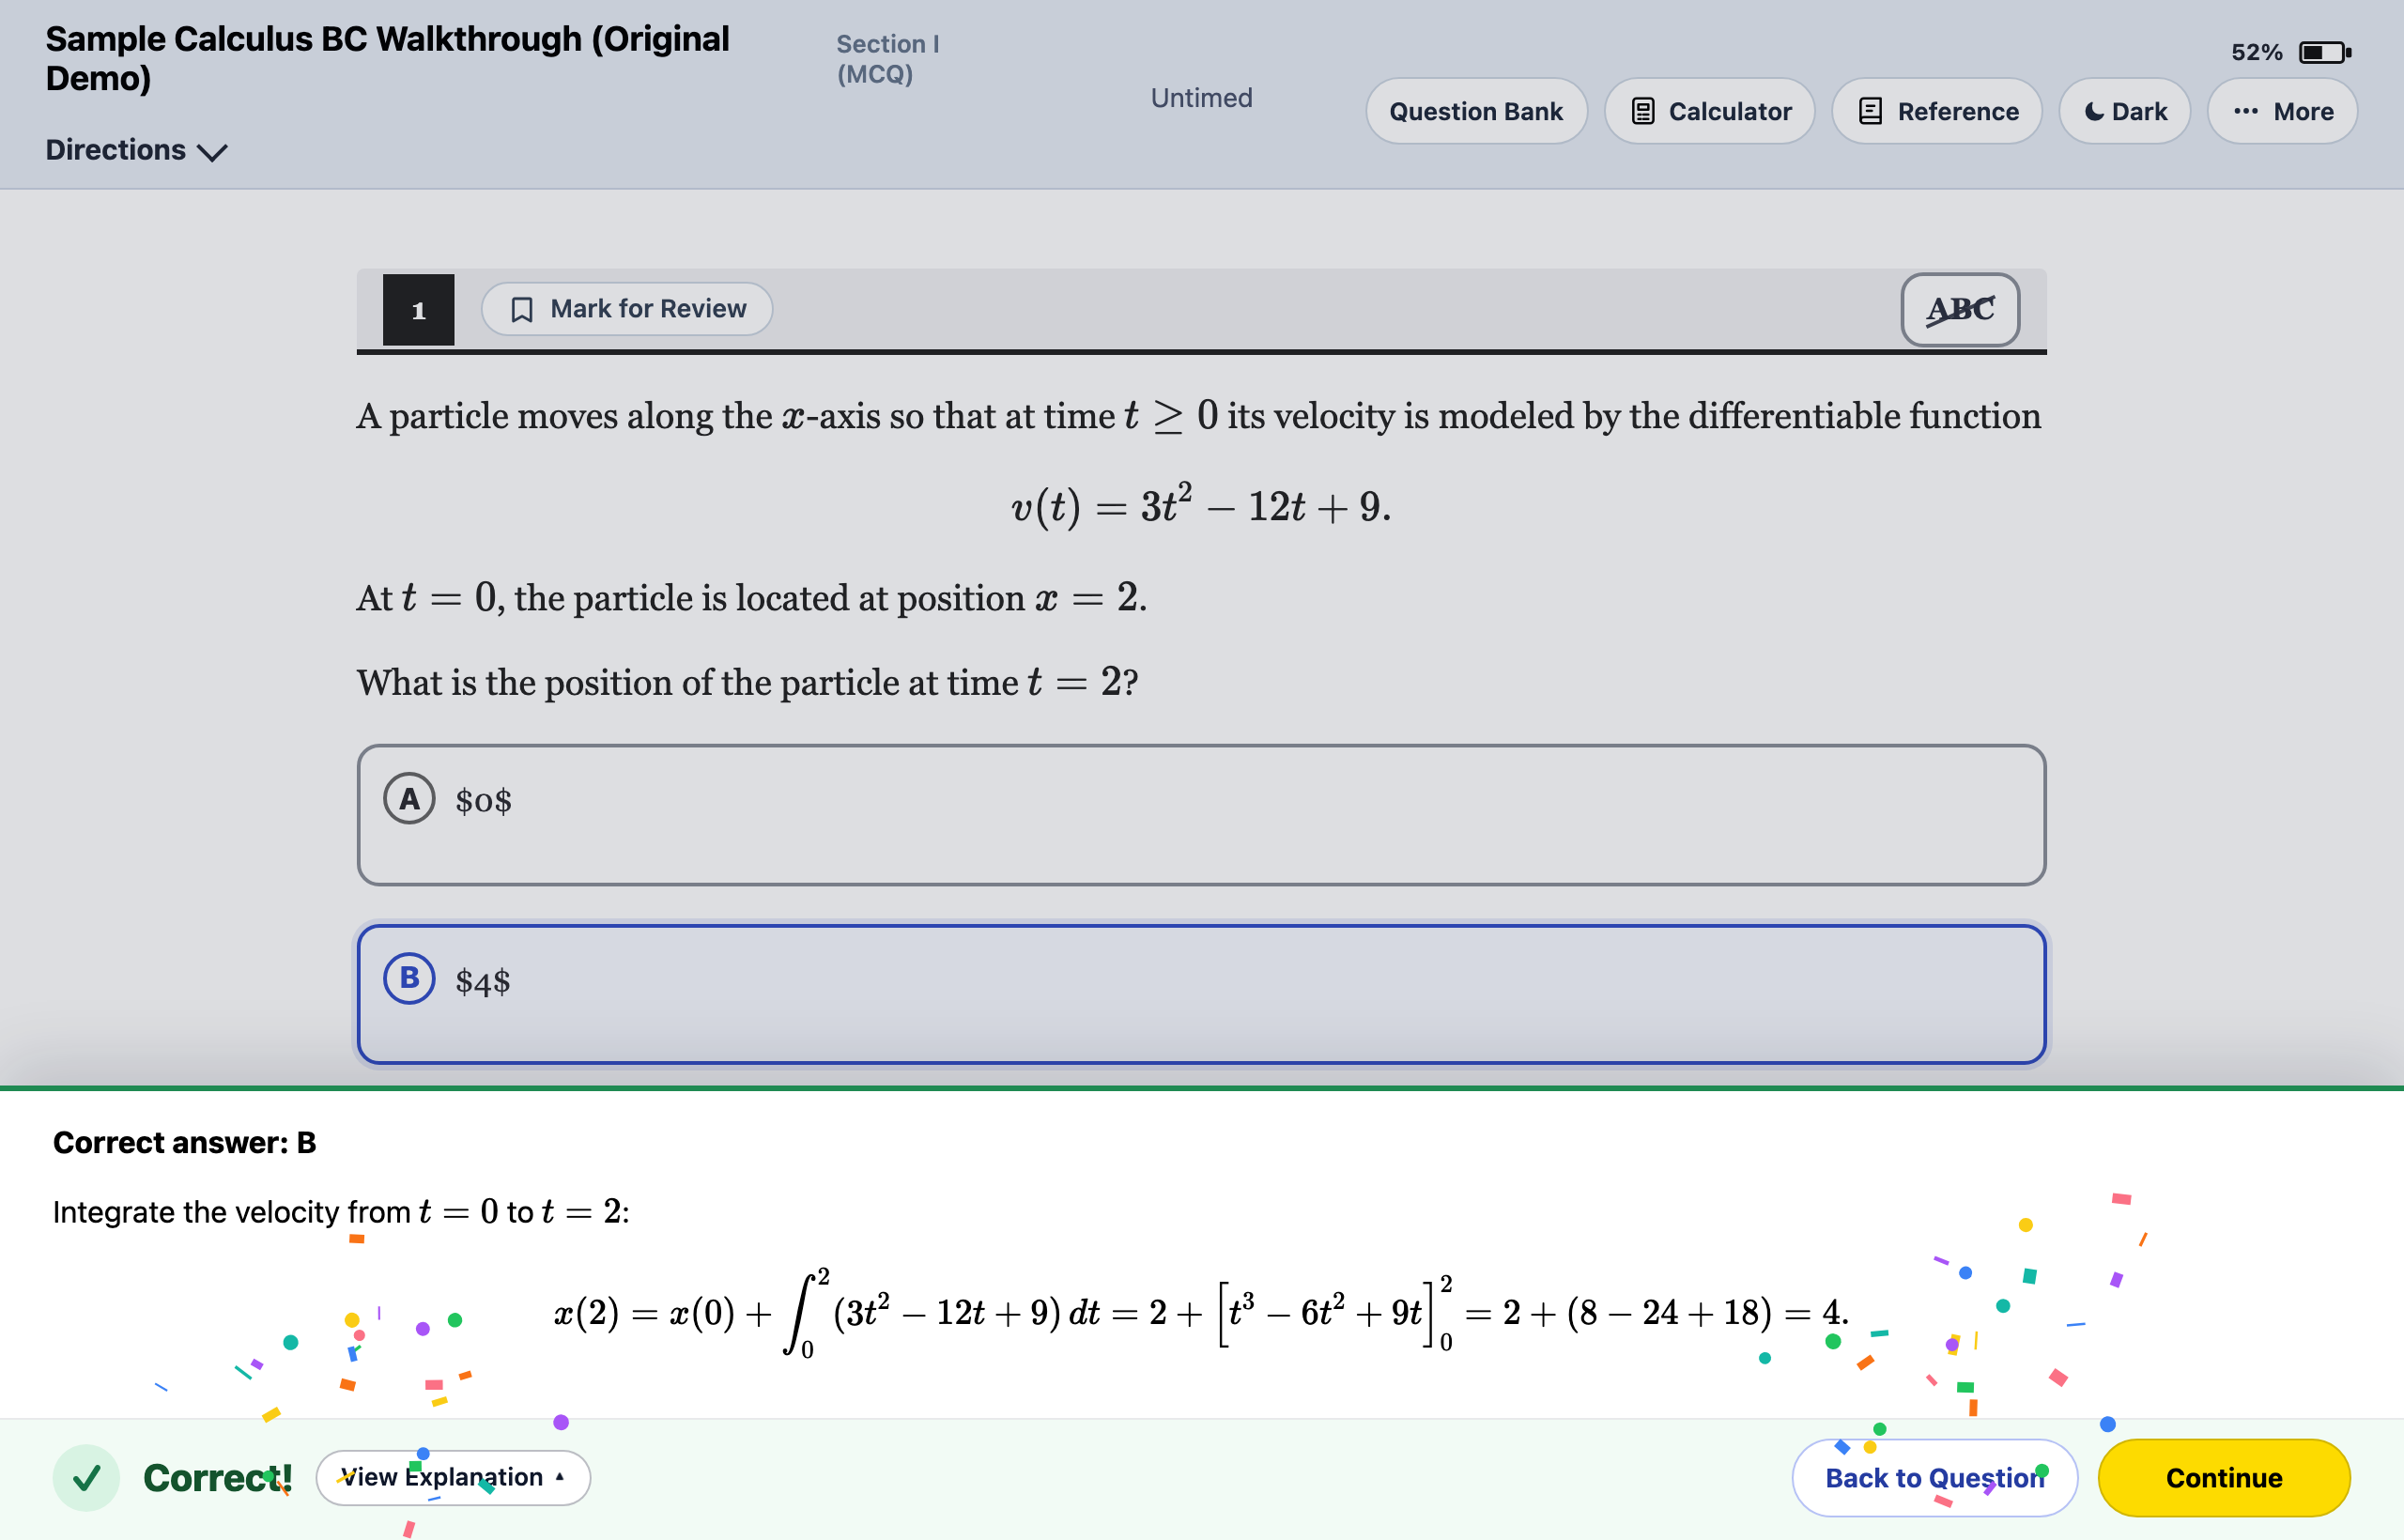 Sample Calculus BC Walkthrough (Original
Demo)
Section I
(MCQ)
Untimed
52%
Directions
Question Bank
Calculator
Reference
Dark
More
1
Mark for Review
ABC
A particle moves along the x-axis so that at time t ≥ 0 its velocity is modeled by the differentiable function
v(t) = 3t² − 12t + 9.
At t = 0, the particle is located at position x = 2.
What is the position of the particle at time t = 2?
A $0$
B $4$
Correct answer: B
Integrate the velocity from t = 0 to t = 2:
x(2) = x(0) + ∫₀² (3t² − 12t + 9) dt = 2 + [t³ − 6t² + 9t]₀² = 2 + (8 − 24 + 18) = 4.
Correct!
View Explanation
Back to Question
Continue